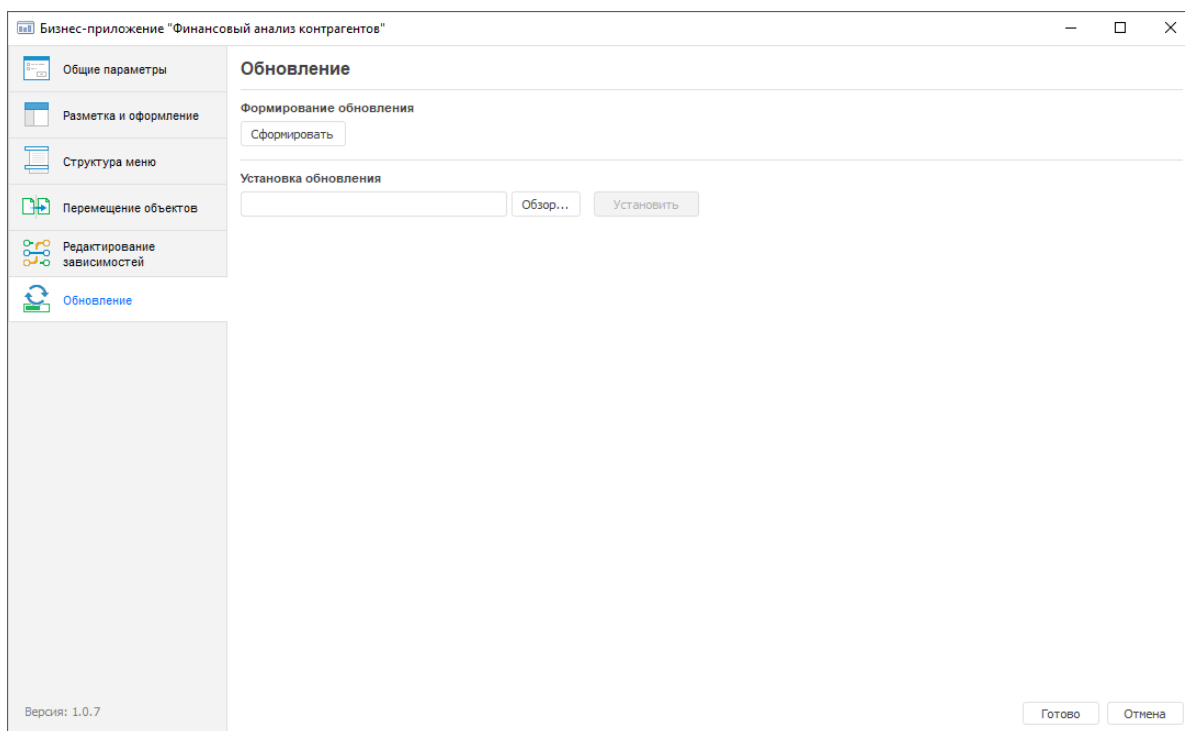 Бизнес-приложение "Финансовый анализ контрагентов"
Общие параметры
Разметка и оформление
Структура меню
Перемещение объектов
Редактирование
зависимостей
Обновление
Обновление
Формирование обновления
Сформировать
Установка обновления
Обзор... Установить
Версия: 1.0.7
Готово Отмена